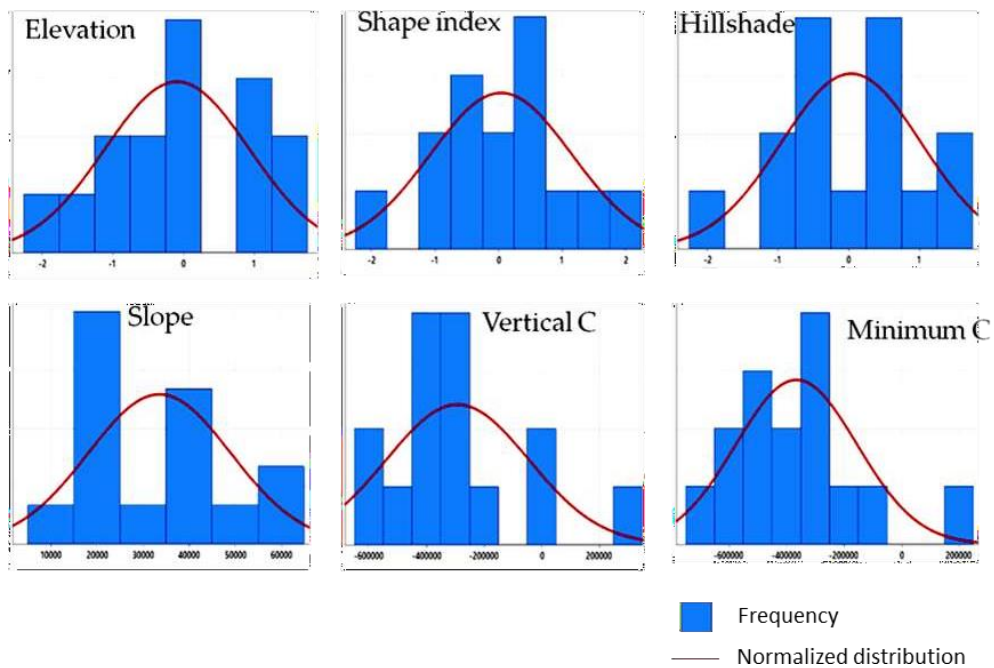 Elevation
Shape index
Hillshade
-2 -1 0 1
-2 -1 0 1 2
-2 -1 0 1
Slope
Vertical C
Minimum C
10000 20000 30000 40000 50000 60000
-600000 -400000 -200000 0 200000
-600000 -400000 -200000 0 200000
Frequency
Normalized distribution